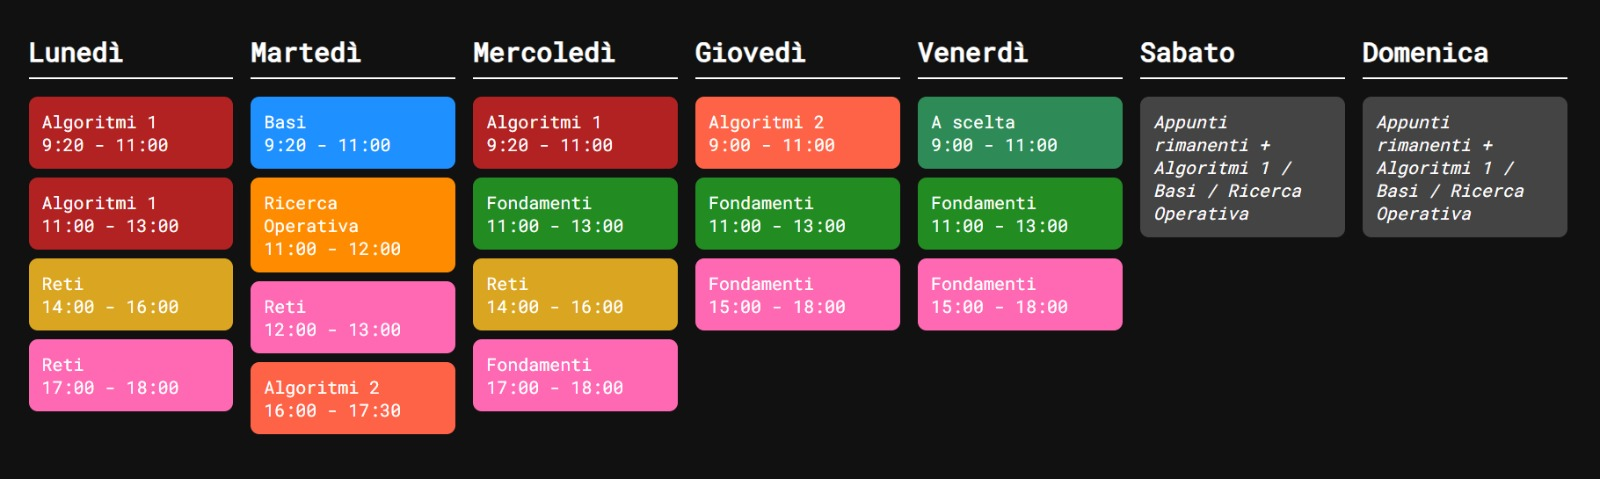 Lunedì
Algoritmi 1
9:20 - 11:00
Algoritmi 1
11:00 - 13:00
Reti
14:00 - 16:00
Reti
17:00 - 18:00
Martedì
Basi
9:20 - 11:00
Ricerca
Operativa
11:00 - 12:00
Reti
12:00 - 13:00
Algoritmi 2
16:00 - 17:30
Mercoledì
Algoritmi 1
9:20 - 11:00
Fondamenti
11:00 - 13:00
Reti
14:00 - 16:00
Fondamenti
17:00 - 18:00
Giovedì
Algoritmi 2
9:00 - 11:00
Fondamenti
11:00 - 13:00
Fondamenti
15:00 - 18:00
Venerdì
A scelta
9:00 - 11:00
Fondamenti
11:00 - 13:00
Fondamenti
15:00 - 18:00
Sabato
Appunti
rimanenti +
Algoritmi 1 /
Basi / Ricerca
Operativa
Domenica
Appunti
rimanenti +
Algoritmi 1 /
Basi / Ricerca
Operativa